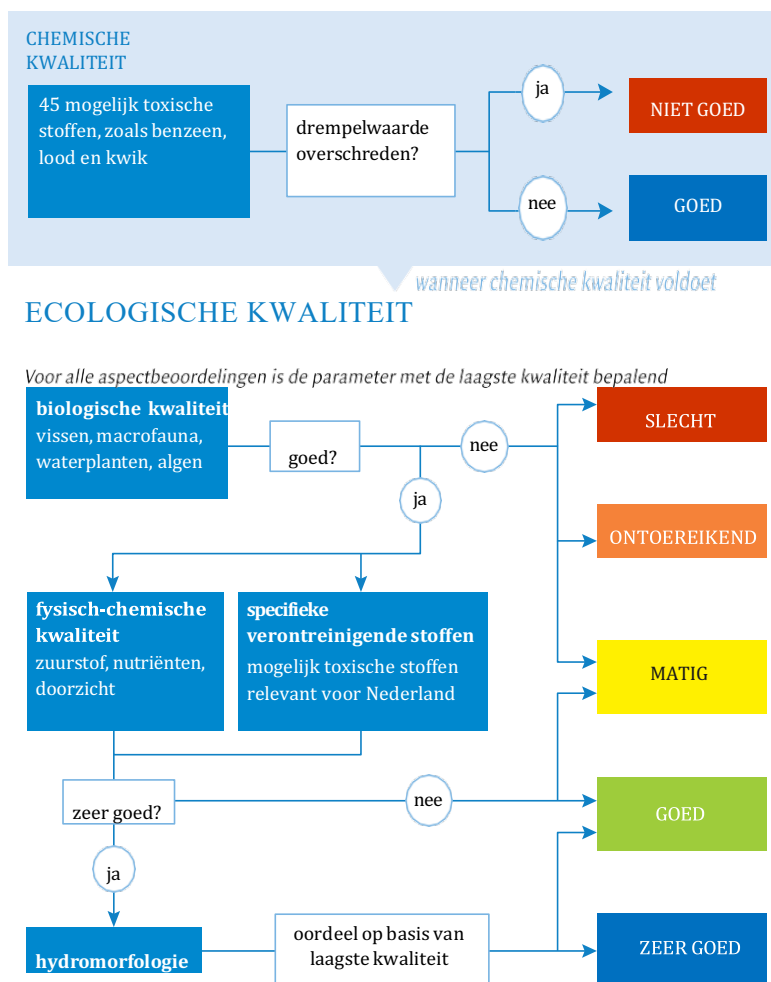 CHEMISCHE
KWALITEIT
45 mogelijk toxische
stoffen, zoals benzeen,
lood en kwik
drempelwaarde
overschreden?
ja
NIET GOED
nee
GOED
wanneer chemische kwaliteit voldoet
ECOLOGISCHE KWALITEIT
Voor alle aspectbeoordelingen is de parameter met de laagste kwaliteit bepalend
biologische kwaliteit
vissen, macrofauna,
waterplanten, algen
goed?
nee
ja
SLECHT
ONTOEREIKEND
MATIG
fysisch-chemische
kwaliteit
zuurstof, nutriënten,
doorzicht
specifieke
verontreinigende stoffen
mogelijk toxische stoffen
relevant voor Nederland
zeer goed?
nee
GOED
ja
hydromorfologie
oordeel op basis van
laagste kwaliteit
ZEER GOED